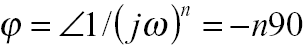 φ = ∠1/(jω)ⁿ = −n90